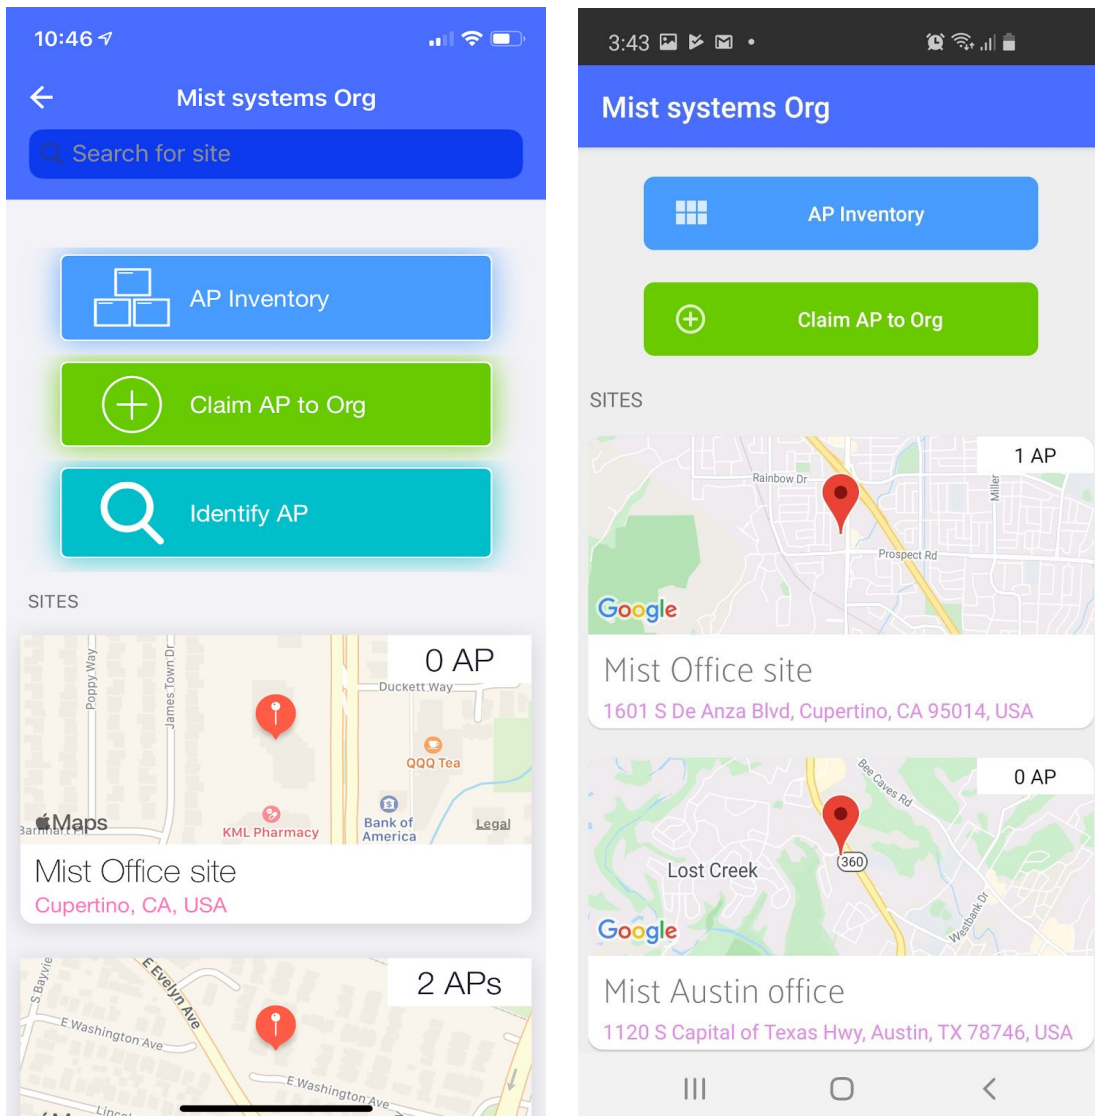 10:46
Mist systems Org
Search for site
AP Inventory
Claim AP to Org
Identify AP
SITES
0 AP
Poppy Way
James Town Dr
Duckett Way
QQQ Tea
KML Pharmacy
Bank of
America
Maps
Legal
Mist Office site
Cupertino, CA, USA
2 APs
S Bayvie
E Evelyn Ave
E Washington Ave
E Washington Ave
3:43
Mist systems Org
AP Inventory
Claim AP to Org
SITES
1 AP
Rainbow Dr
Miller
Prospect Rd
Google
Mist Office site
1601 S De Anza Blvd, Cupertino, CA 95014, USA
0 AP
Bee Caves Rd
360
Lost Creek
Westbank Dr
Google
Mist Austin office
1120 S Capital of Texas Hwy, Austin, TX 78746, USA